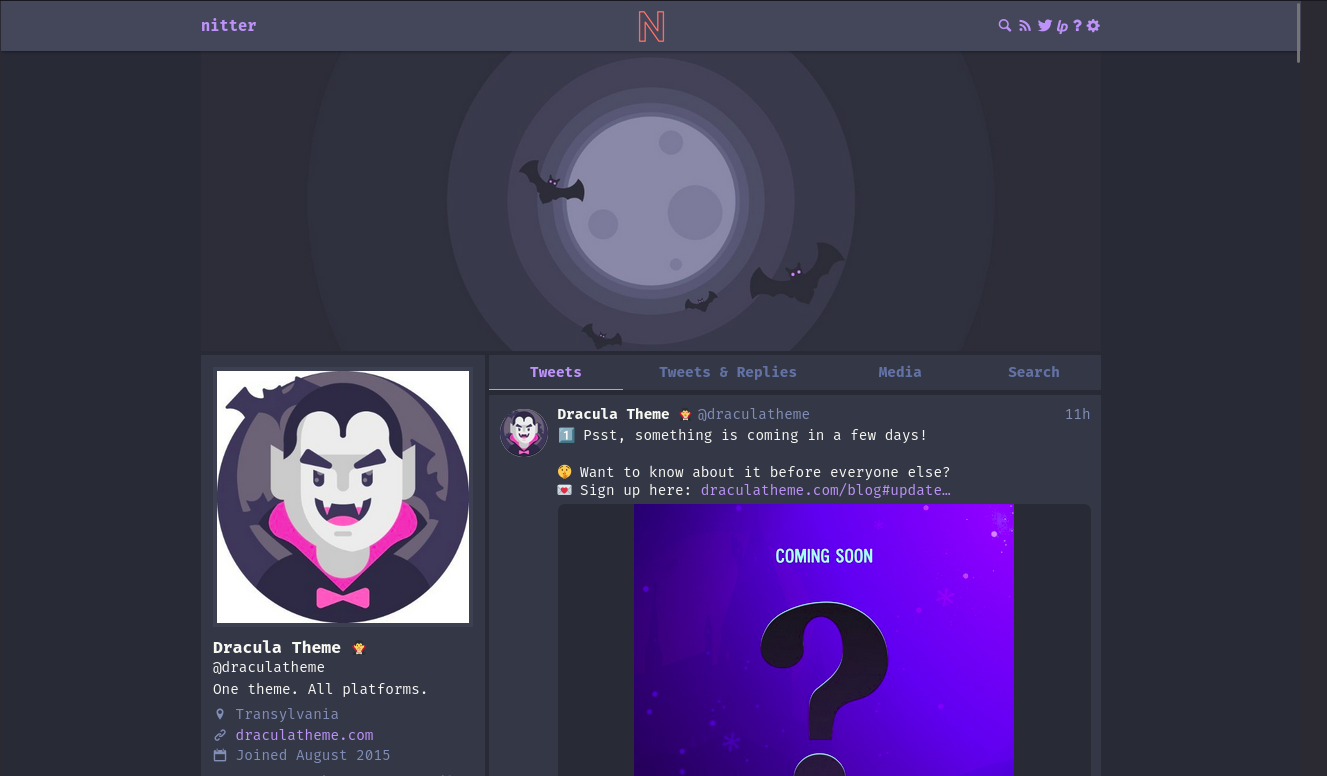 nitter
N
lp ?
Tweets Tweets & Replies Media Search
Dracula Theme 🧛 @draculatheme 11h
1️⃣ Psst, something is coming in a few days!
🤫 Want to know about it before everyone else?
💌 Sign up here: draculatheme.com/blog#update…
COMING SOON
?
Dracula Theme 🧛
@draculatheme
One theme. All platforms.
Transylvania
draculatheme.com
Joined August 2015